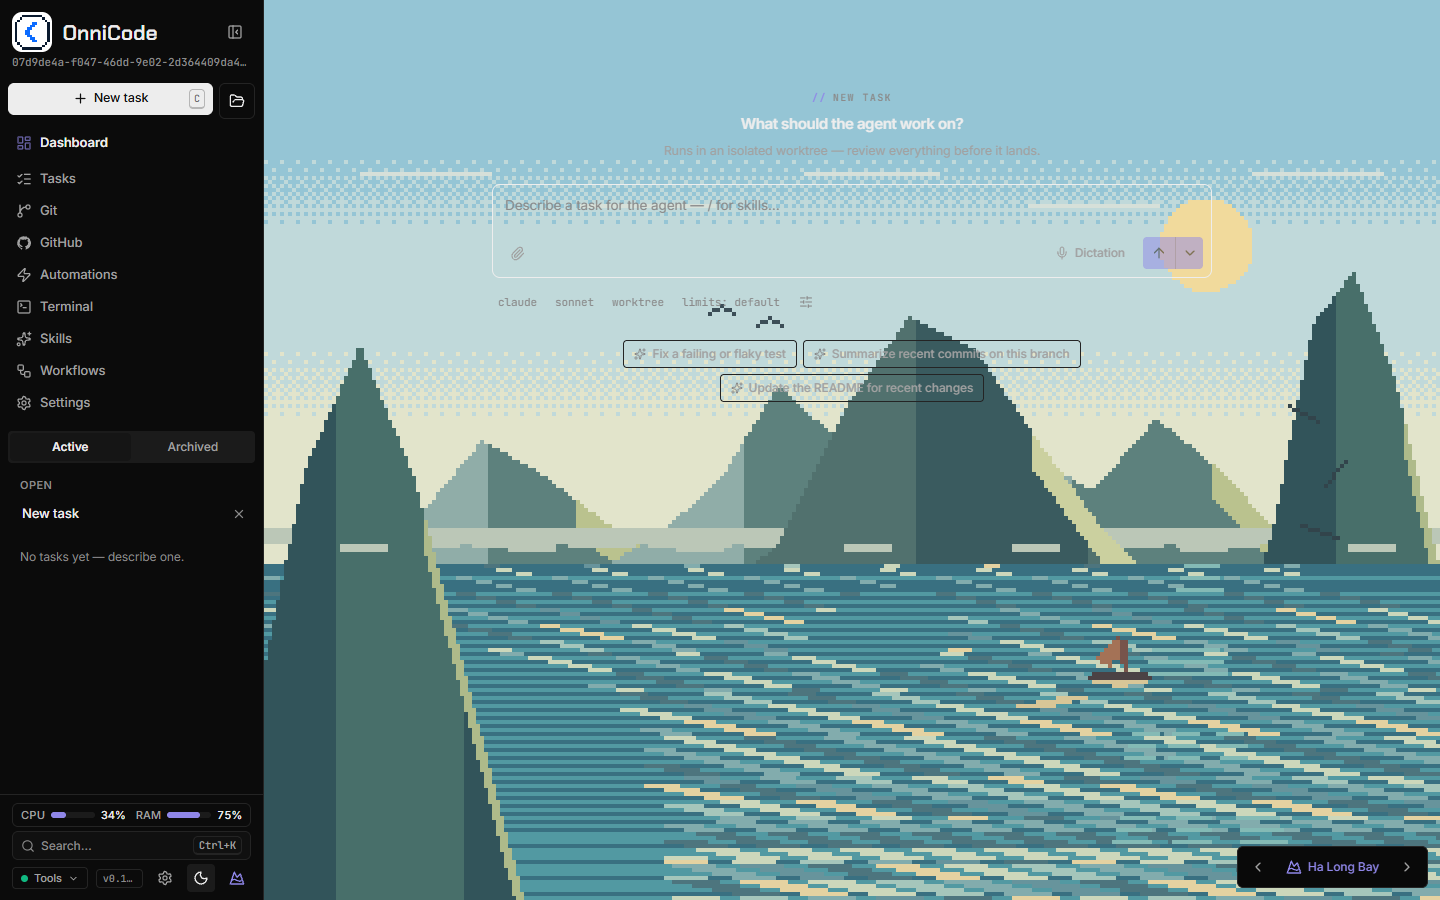 OnniCode
07d9de4a-f047-46dd-9e02-2d364409da4…
New task C
Dashboard
Tasks
Git
GitHub
Automations
Terminal
Skills
Workflows
Settings
Active Archived
OPEN
New task
No tasks yet — describe one.
CPU 34% RAM 75%
Search... Ctrl+K
Tools v0.1…
// NEW TASK
What should the agent work on?
Runs in an isolated worktree — review everything before it lands.
Describe a task for the agent — / for skills...
Dictation
claude sonnet worktree limits: default
Fix a failing or flaky test Summarize recent commits on this branch
Update the README for recent changes
Ha Long Bay